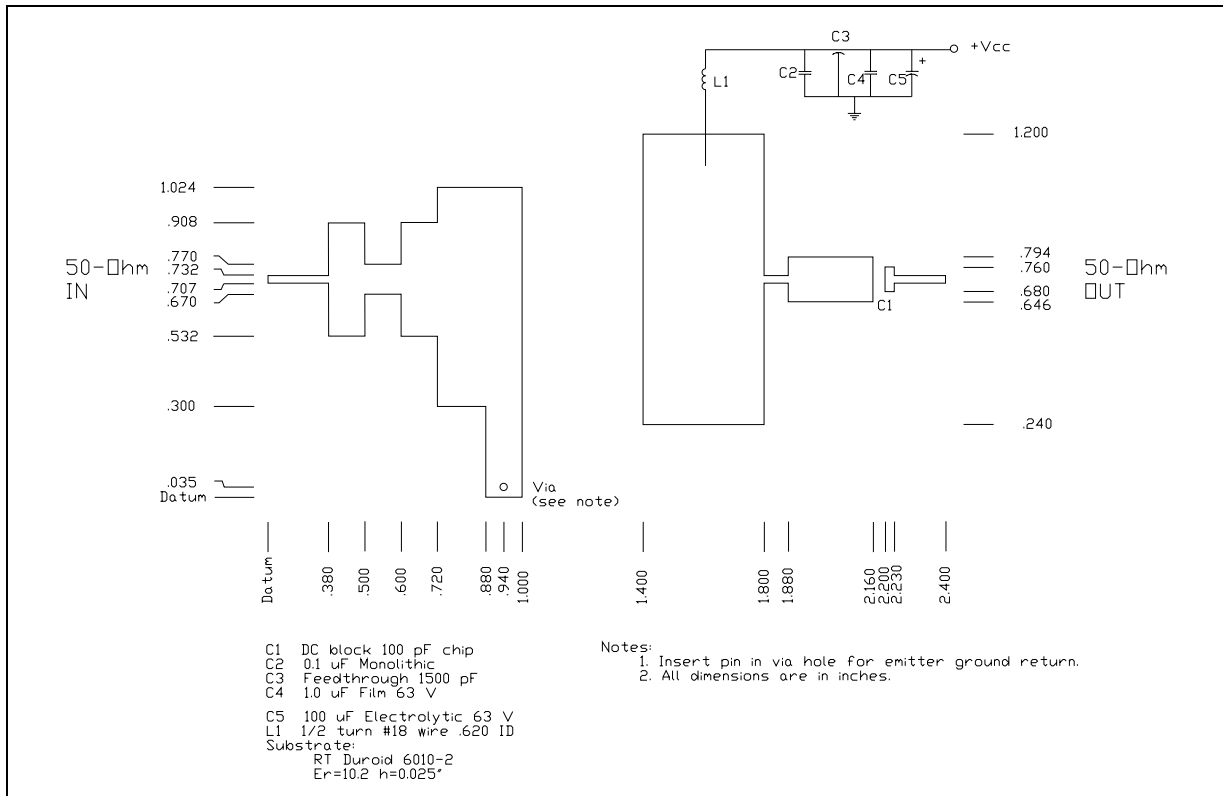 C3
+Vcc
C2
C4
C5
+
L1
1.200
1.024
.908
.770
.732
.707
.670
.532
.300
.035
Datum
50-Ohm
IN
.794
.760
.680
.646
50-Ohm
OUT
C1
.240
Via
(see note)
Datum
.380
.500
.600
.720
.880
.940
1.000
1.400
1.800
1.880
2.160
2.200
2.230
2.400
C1 DC block 100 pF chip
C2 0.1 uF Monolithic
C3 Feedthrough 1500 pF
C4 1.0 uF Film 63 V
C5 100 uF Electrolytic 63 V
L1 1/2 turn #18 wire .620 ID
Substrate:
RT Duroid 6010-2
Er=10.2 h=0.025"
Notes:
1. Insert pin in via hole for emitter ground return.
2. All dimensions are in inches.